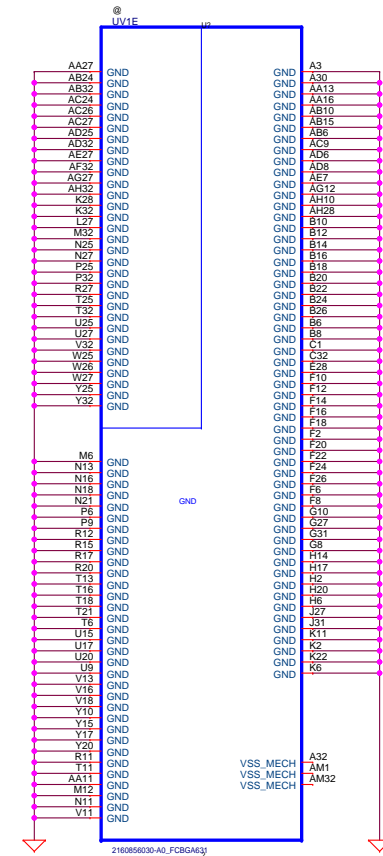 @
UV1E
AA27 GND
AB24 GND
AB32 GND
AC24 GND
AC26 GND
AC27 GND
AD25 GND
AD32 GND
AE27 GND
AF32 GND
AG27 GND
AH32 GND
K28 GND
K32 GND
L27 GND
M32 GND
N25 GND
N27 GND
P25 GND
P32 GND
R27 GND
T25 GND
T32 GND
U25 GND
U27 GND
V32 GND
W25 GND
W26 GND
W27 GND
Y25 GND
Y32 GND
M6 GND
N13 GND
N16 GND
N18 GND
N21 GND
P6 GND
P9 GND
R12 GND
R15 GND
R17 GND
R20 GND
T13 GND
T16 GND
T18 GND
T21 GND
T6 GND
U15 GND
U17 GND
U20 GND
U9 GND
V13 GND
V16 GND
V18 GND
Y10 GND
Y15 GND
Y17 GND
Y20 GND
R11 GND
T11 GND
AA11 GND
M12 GND
N11 GND
V11 GND
GND
GND A3
GND A30
GND AA13
GND AA16
GND AB10
GND AB15
GND AB6
GND AC9
GND AD6
GND AD8
GND AE7
GND AG12
GND AH10
GND AH28
GND B10
GND B12
GND B14
GND B16
GND B18
GND B20
GND B22
GND B24
GND B26
GND B6
GND B8
GND C1
GND C32
GND E28
GND F10
GND F12
GND F14
GND F16
GND F18
GND F2
GND F20
GND F22
GND F24
GND F26
GND F6
GND F8
GND G10
GND G27
GND G31
GND G8
GND H14
GND H17
GND H2
GND H20
GND H6
GND J27
GND J31
GND K11
GND K2
GND K22
GND K6
VSS_MECH A32
VSS_MECH AM1
VSS_MECH AM32
2160856030-A0_FCBGA631